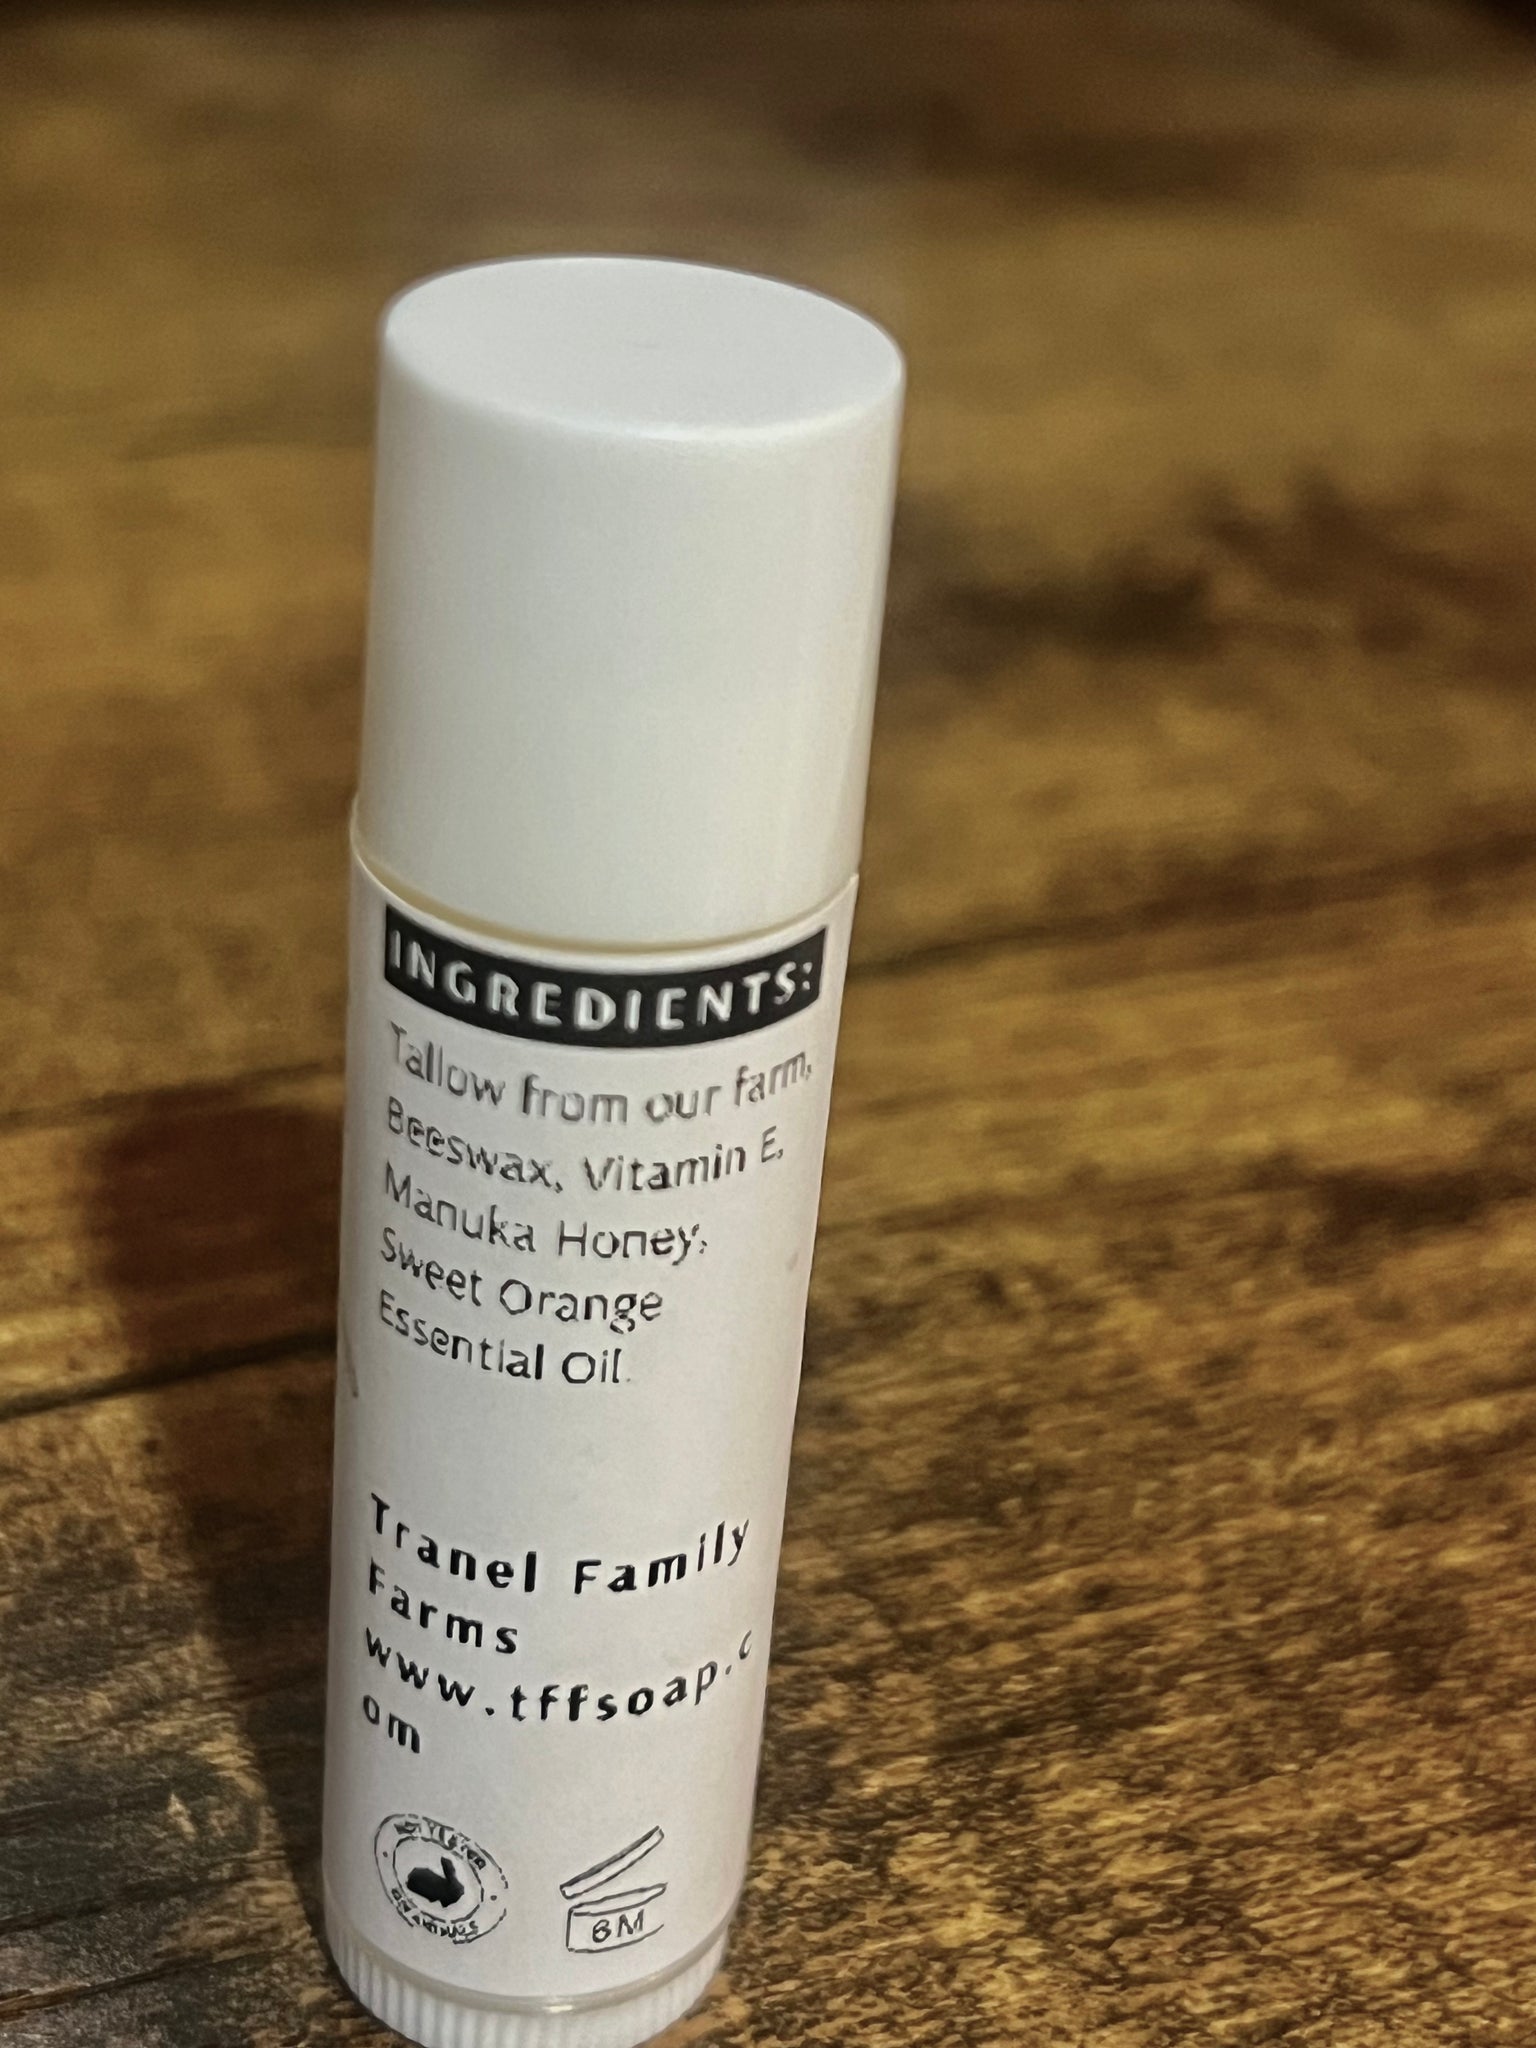 INGREDIENTS:
Tallow from our farm,
Beeswax, Vitamin E,
Manuka Honey,
Sweet Orange
Essential Oil.
Tranel Family
Farms
www.tffsoap.c
om